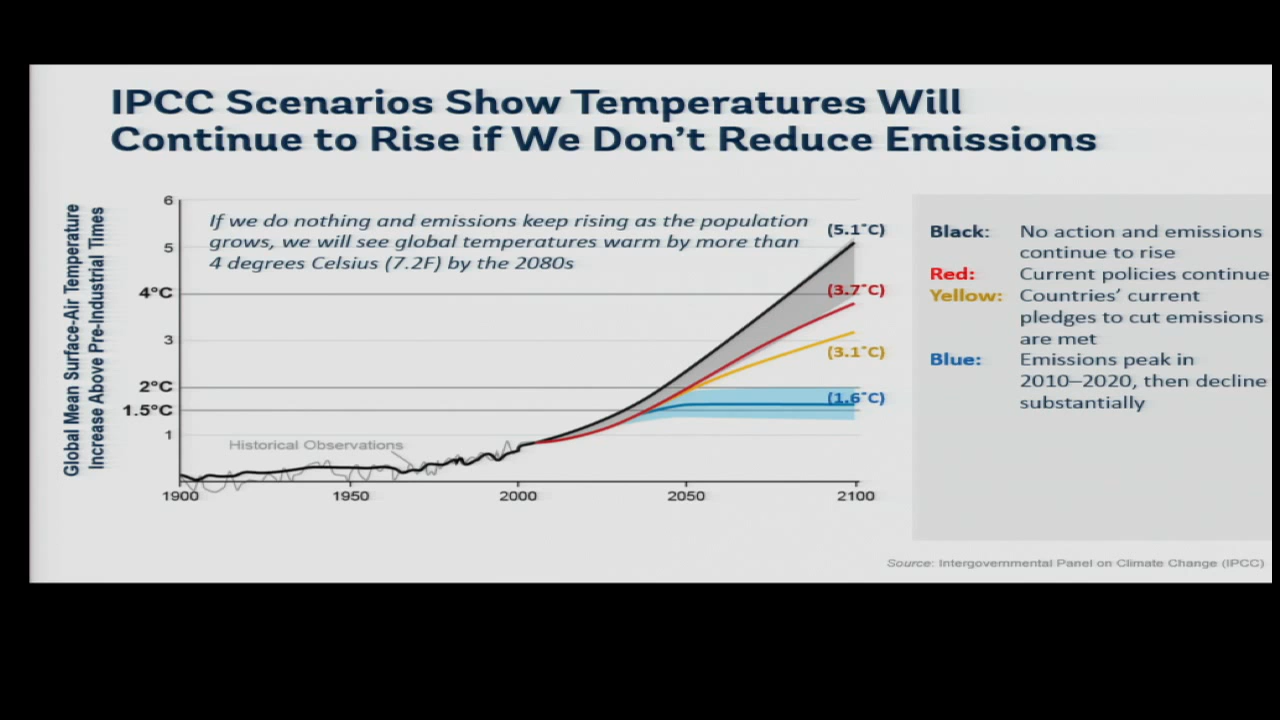 IPCC Scenarios Show Temperatures Will
Continue to Rise if We Don't Reduce Emissions
Global Mean Surface-Air Temperature
Increase Above Pre-Industrial Times
6
5
4°C
3
2°C
1.5°C
1
If we do nothing and emissions keep rising as the population
grows, we will see global temperatures warm by more than
4 degrees Celsius (7.2F) by the 2080s
(5.1˚C)
(3.7˚C)
(3.1˚C)
(1.6˚C)
Historical Observations
1900 1950 2000 2050 2100
Black: No action and emissions
continue to rise
Red: Current policies continue
Yellow: Countries' current
pledges to cut emissions
are met
Blue: Emissions peak in
2010–2020, then decline
substantially
Source: Intergovernmental Panel on Climate Change (IPCC)